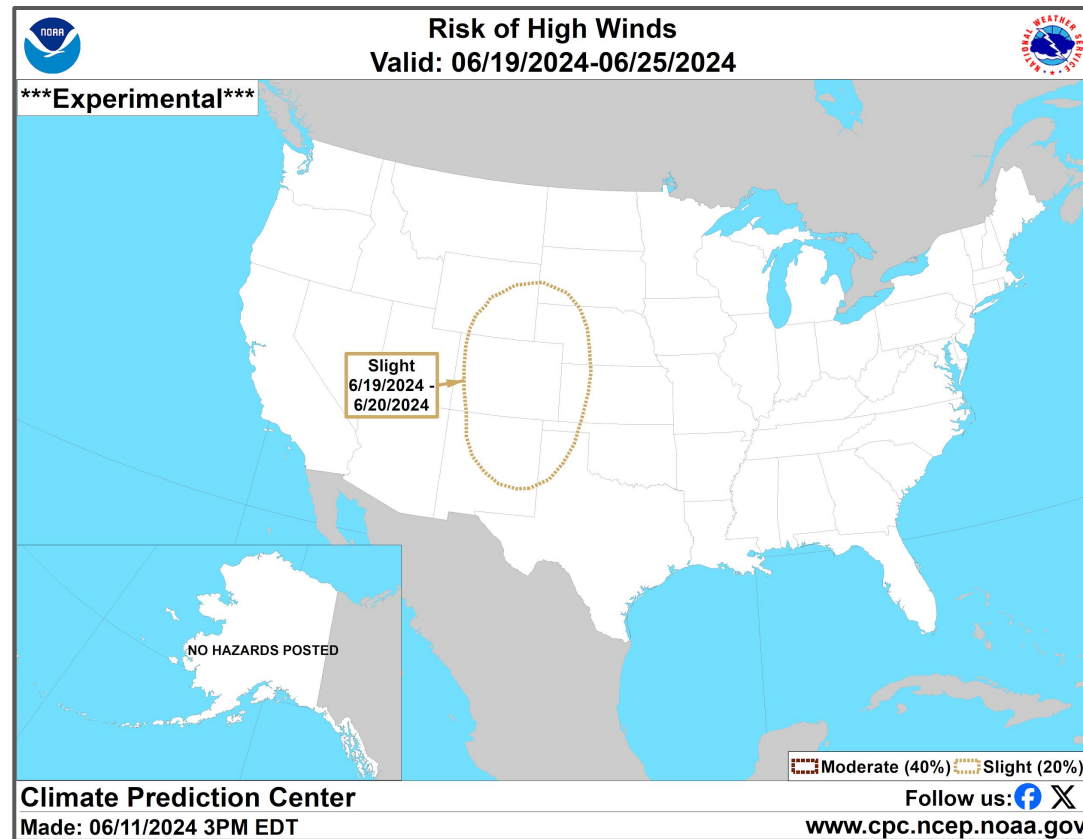 NOAA
Risk of High Winds
Valid: 06/19/2024-06/25/2024
NATIONAL WEATHER SERVICE
***Experimental***
Slight
6/19/2024 -
6/20/2024
NO HAZARDS POSTED
Moderate (40%) Slight (20%)
Climate Prediction Center
Follow us:
Made: 06/11/2024 3PM EDT
www.cpc.ncep.noaa.gov